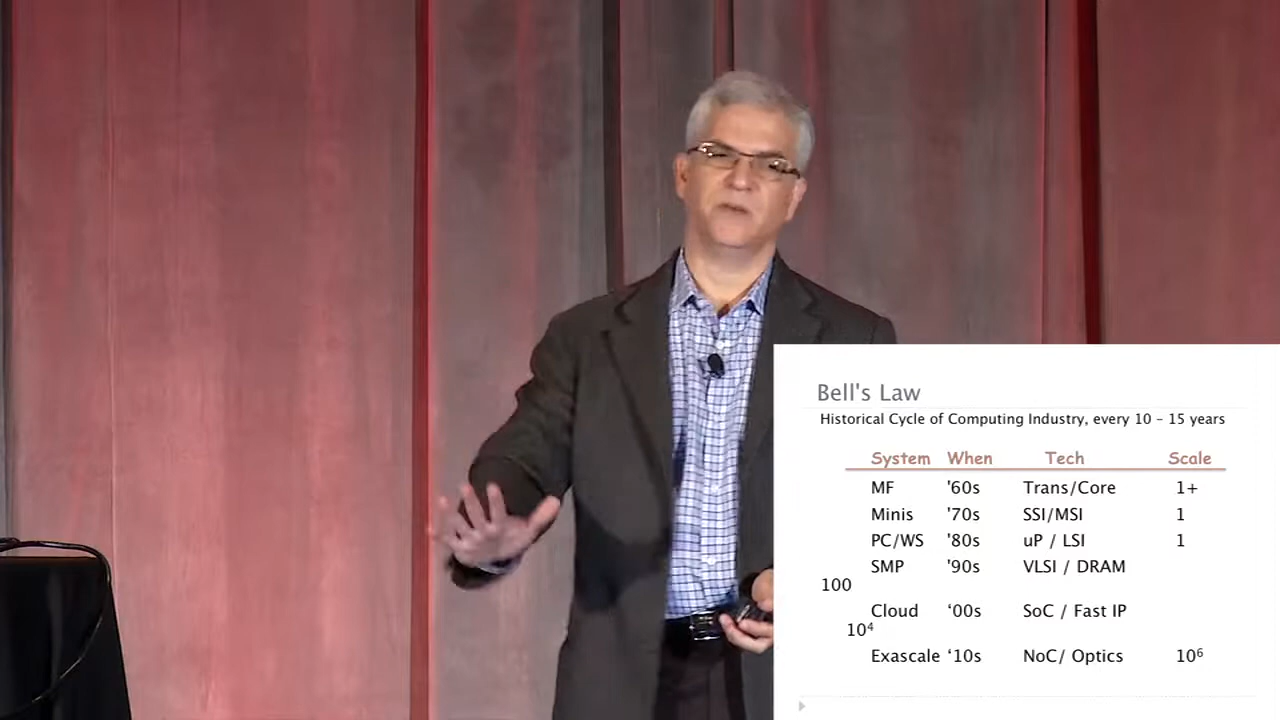 Bell's Law
Historical Cycle of Computing Industry, every 10 – 15 years
System When Tech Scale
MF '60s Trans/Core 1+
Minis '70s SSI/MSI 1
PC/WS '80s uP / LSI 1
SMP '90s VLSI / DRAM
100
Cloud ‘00s SoC / Fast IP
10⁴
Exascale ‘10s NoC/ Optics 10⁶